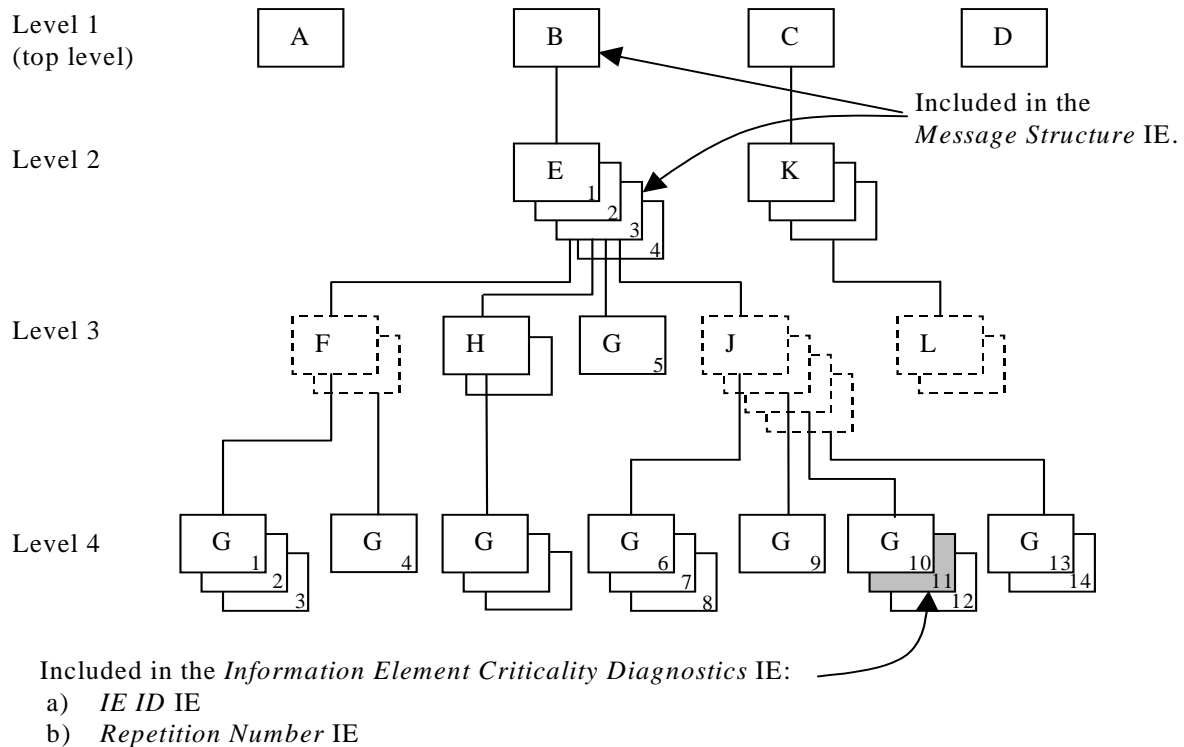 Level 1
(top level)
A
B
C
D
Included in the
Message Structure IE.
Level 2
E
1
2
3
4
K
Level 3
F
H
G
5
J
L
Level 4
G
1
2
3
G
4
G
G
6
7
8
G
9
G
10
11
12
G
13
14
Included in the Information Element Criticality Diagnostics IE:
a) IE ID IE
b) Repetition Number IE